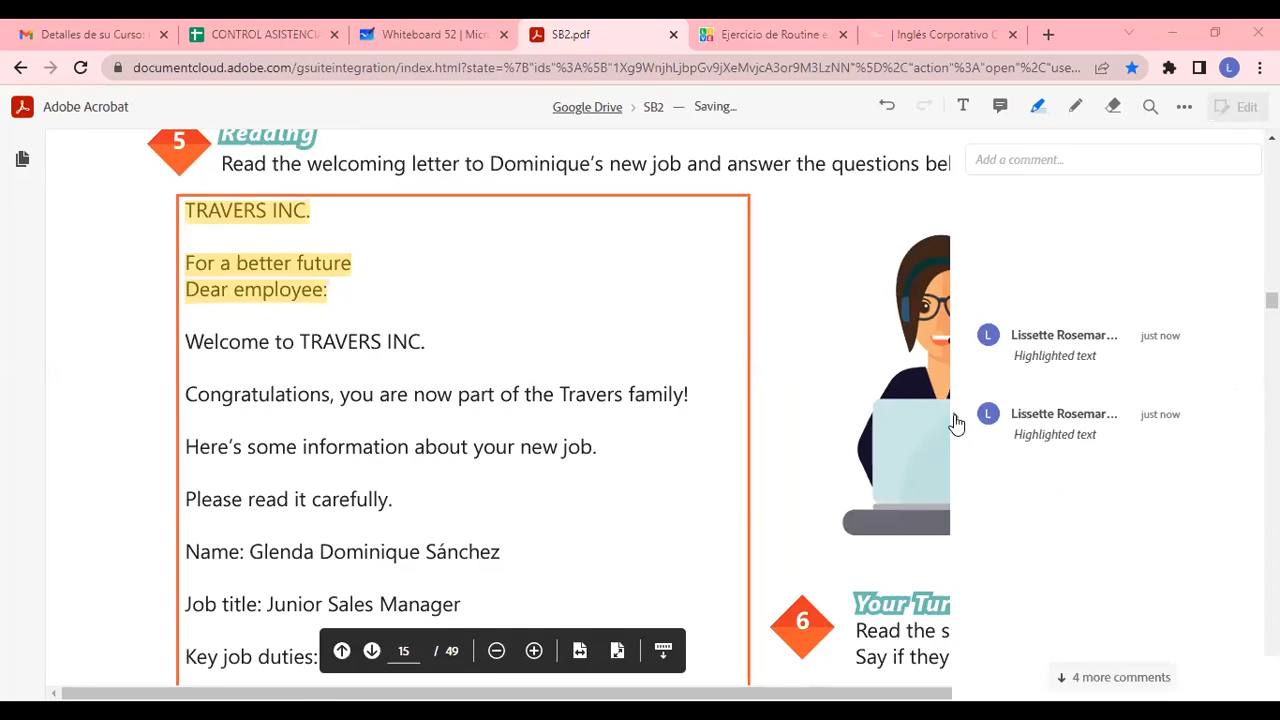 Detalles de su Curso:
CONTROL ASISTENCIA
Whiteboard 52 | Micr
SB2.pdf
Ejercicio de Routine e
| Inglés Corporativo C
documentcloud.adobe.com/gsuiteintegration/index.html?state=%7B"ids"%3A%5B"1Xg9WnjhLjbpGv9jXeMvjcA3or9M3LzNN"%5D%2C"action"%3A"open"%2C"use...
L
Adobe Acrobat
Google Drive > SB2 — Saving...
Edit
5 Reading
Read the welcoming letter to Dominique's new job and answer the questions bel
Add a comment...
TRAVERS INC.
For a better future
Dear employee:
Welcome to TRAVERS INC.
Congratulations, you are now part of the Travers family!
Here's some information about your new job.
Please read it carefully.
Name: Glenda Dominique Sánchez
Job title: Junior Sales Manager
Key job duties:
L Lissette Rosemar... just now
Highlighted text
L Lissette Rosemar... just now
Highlighted text
6 Your Tur
Read the s
Say if they
15 / 49
4 more comments